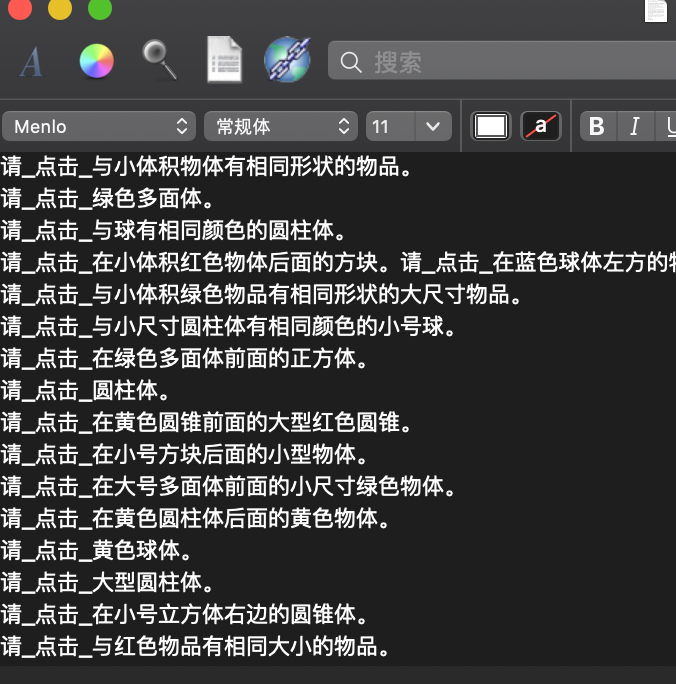 搜索
Menlo 常规体 11 a B I U
请_点击_与小体积物体有相同形状的物品。
请_点击_绿色多面体。
请_点击_与球有相同颜色的圆柱体。
请_点击_在小体积红色物体后面的方块。请_点击_在蓝色球体左方的
请_点击_与小体积绿色物品有相同形状的大尺寸物品。
请_点击_与小尺寸圆柱体有相同颜色的小号球。
请_点击_在绿色多面体前面的正方体。
请_点击_圆柱体。
请_点击_在黄色圆锥前面的大型红色圆锥。
请_点击_在小号方块后面的小型物体。
请_点击_在大号多面体前面的小尺寸绿色物体。
请_点击_在黄色圆柱体后面的黄色物体。
请_点击_黄色球体。
请_点击_大型圆柱体。
请_点击_在小号立方体右边的圆锥体。
请_点击_与红色物品有相同大小的物品。